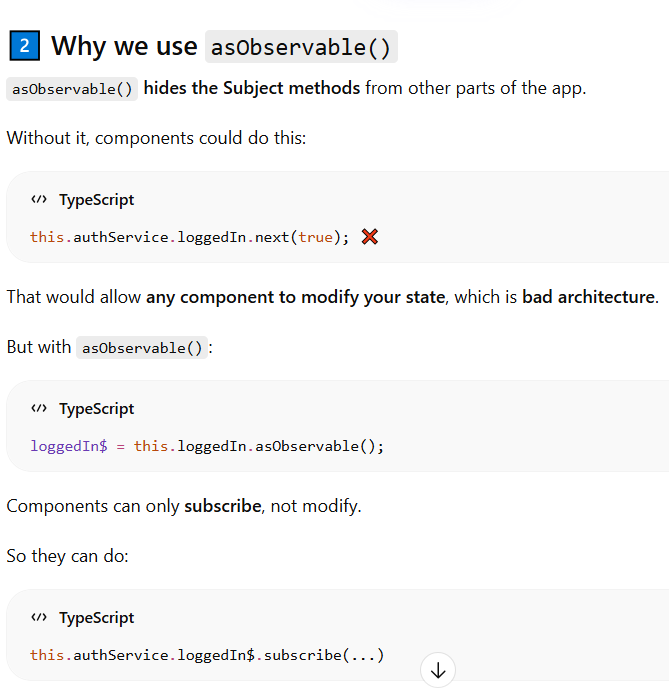 2 Why we use asObservable()
asObservable() hides the Subject methods from other parts of the app.
Without it, components could do this:
</> TypeScript
this.authService.loggedIn.next(true); ❌
That would allow any component to modify your state, which is bad architecture.
But with asObservable():
</> TypeScript
loggedIn$ = this.loggedIn.asObservable();
Components can only subscribe, not modify.
So they can do:
</> TypeScript
this.authService.loggedIn$.subscribe(...)